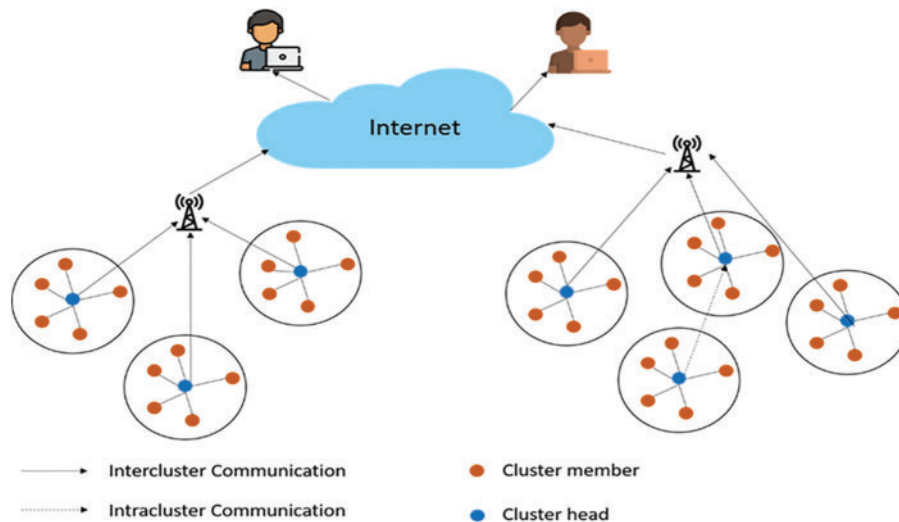 Internet
Intercluster Communication
Cluster member
Intracluster Communication
Cluster head